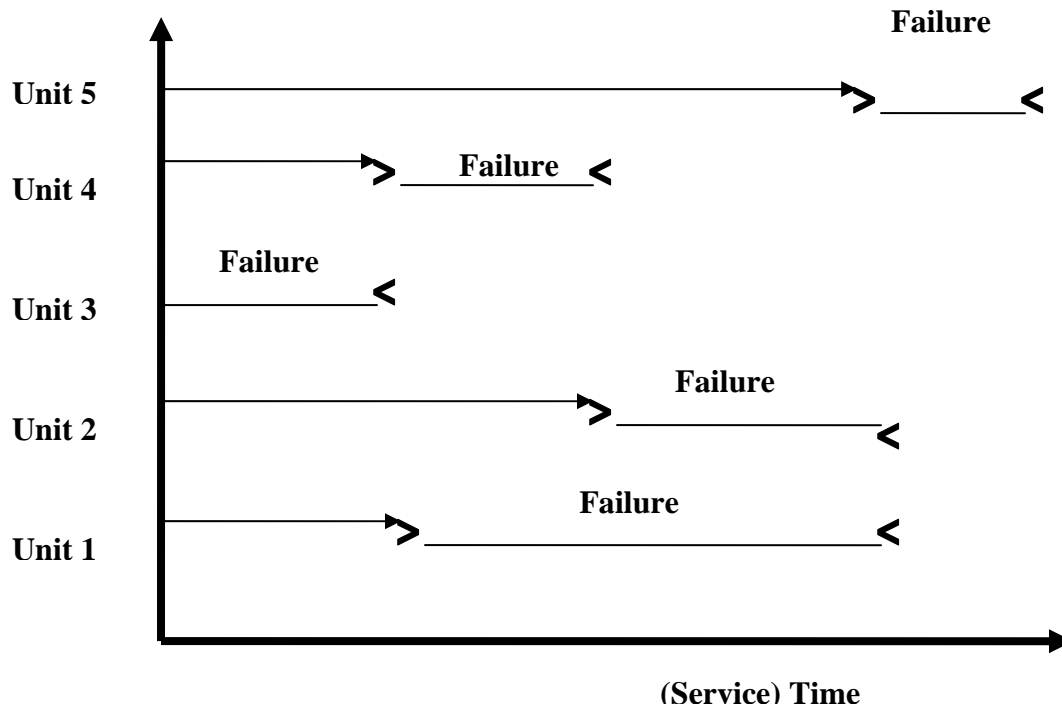 Failure
Unit 5
> <
> Failure <
Unit 4
Failure
<
Unit 3
Failure
>
Unit 2 <
Failure
> <
Unit 1
(Service) Time